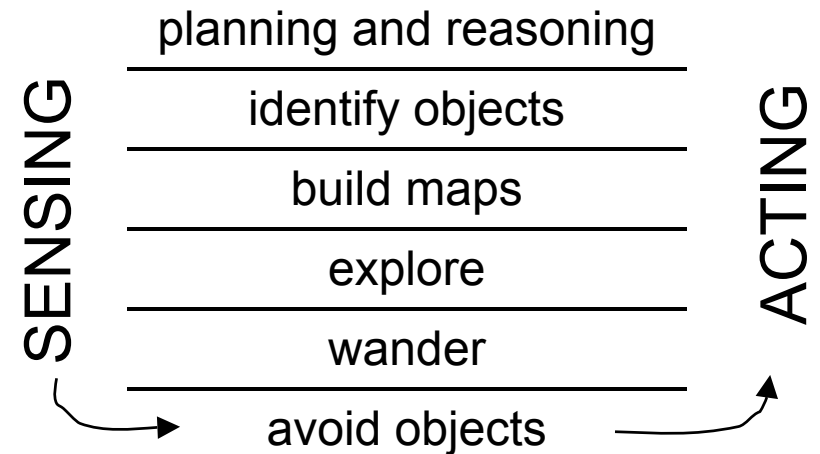 planning and reasoning
SENSING
identify objects
build maps
explore
wander
avoid objects
ACTING